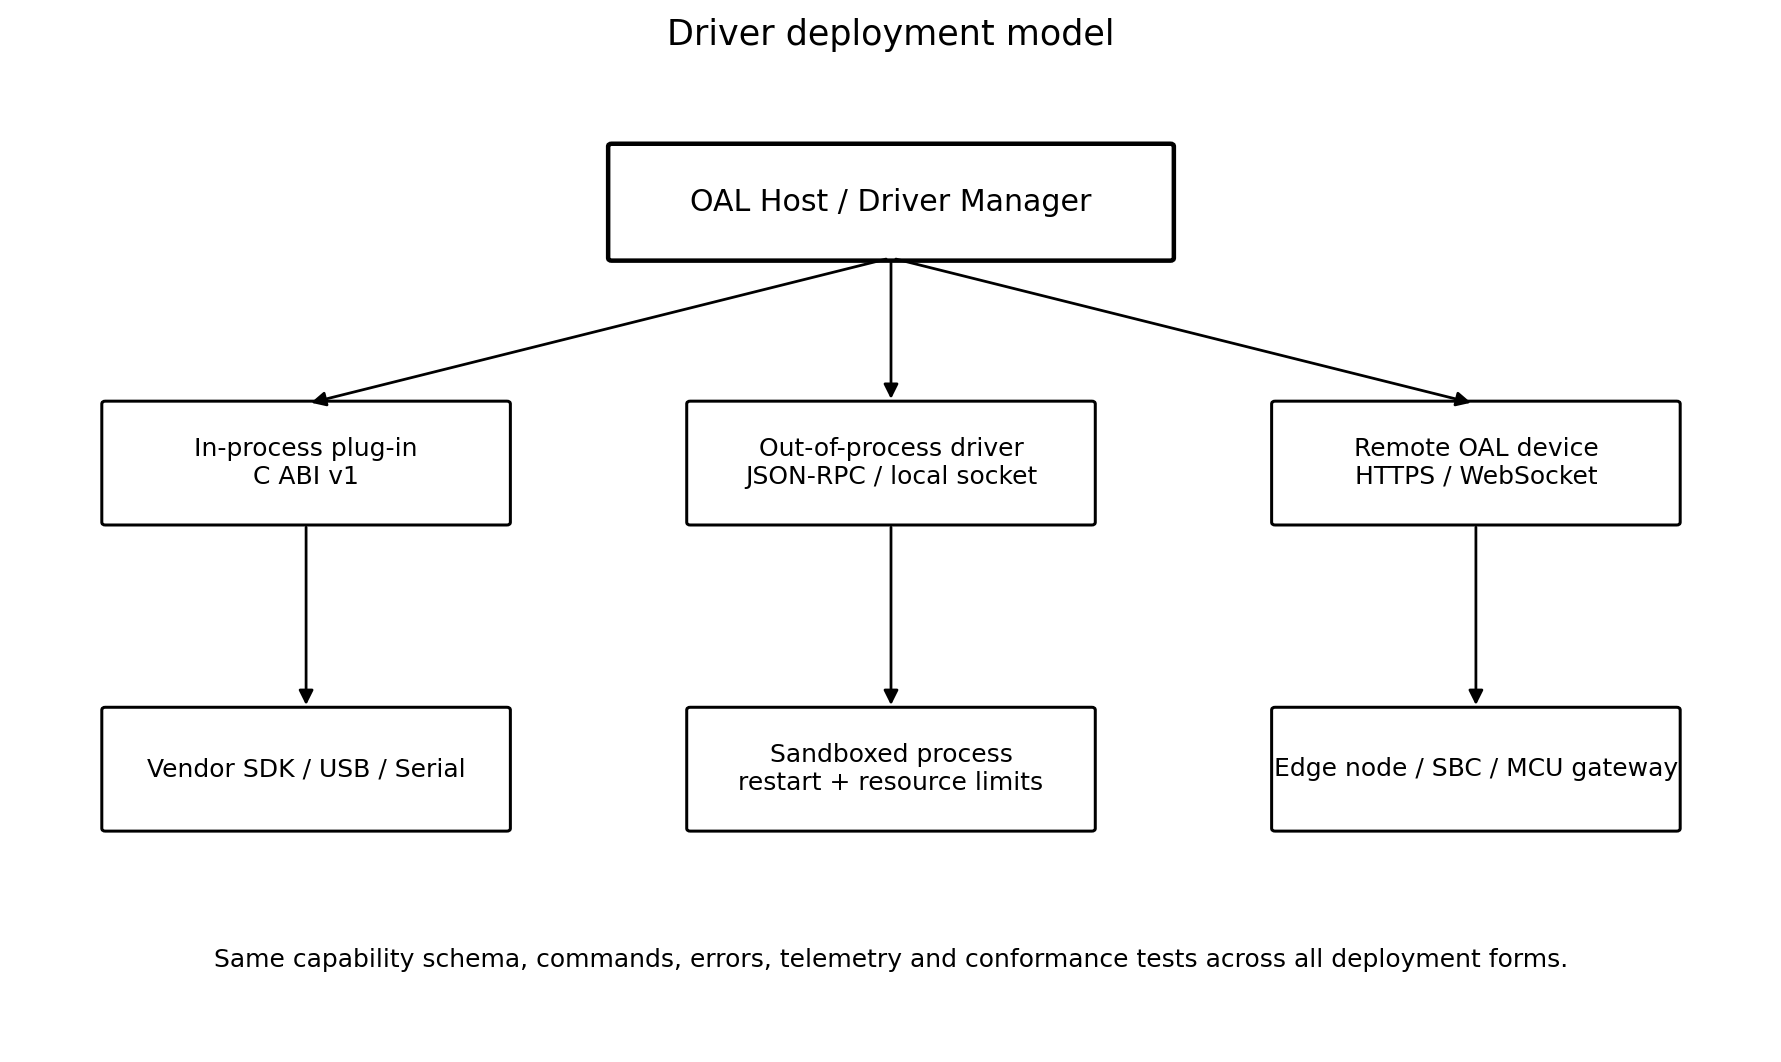 Driver deployment model
OAL Host / Driver Manager
In-process plug-in
C ABI v1
Out-of-process driver
JSON-RPC / local socket
Remote OAL device
HTTPS / WebSocket
Vendor SDK / USB / Serial
Sandboxed process
restart + resource limits
Edge node / SBC / MCU gateway
Same capability schema, commands, errors, telemetry and conformance tests across all deployment forms.